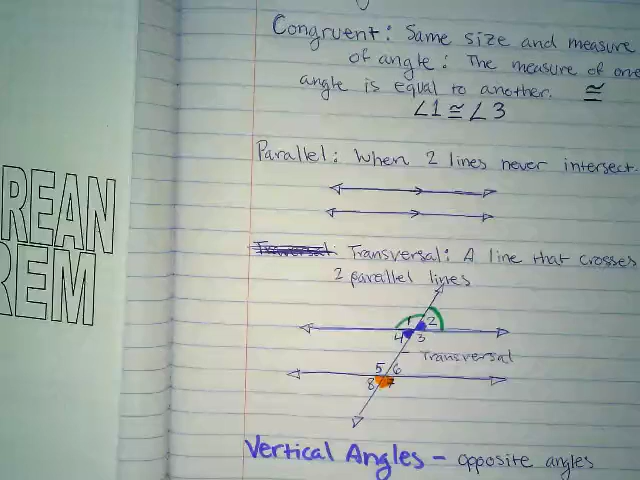 Congruent: Same size and measure
of angle: The measure of one
angle is equal to another. ≅
∠1 ≅ ∠3
Parallel: When 2 lines never intersect.
Transversal: A line that crosses
2 parallel lines
1 2
4 3
Transversal
5 6
8 7
Vertical Angles - opposite angles
REAN
REM